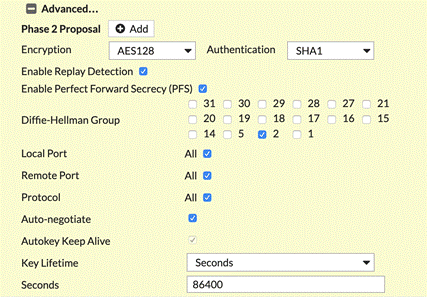 Advanced...
Phase 2 Proposal Add
Encryption AES128 Authentication SHA1
Enable Replay Detection
Enable Perfect Forward Secrecy (PFS)
31 30 29 28 27 21
Diffie-Hellman Group 20 19 18 17 16 15
14 5 2 1
Local Port All
Remote Port All
Protocol All
Auto-negotiate
Autokey Keep Alive
Key Lifetime Seconds
Seconds 86400